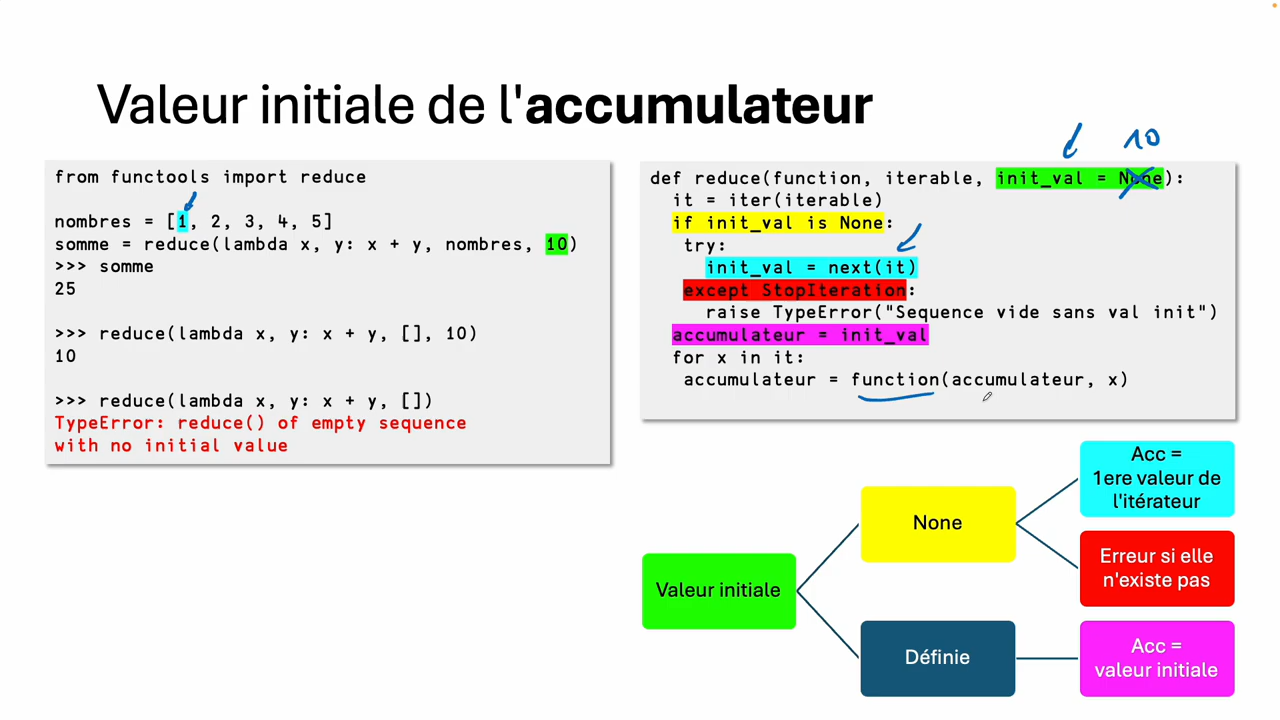 Valeur initiale de l'accumulateur
from functools import reduce
nombres = [1, 2, 3, 4, 5]
somme = reduce(lambda x, y: x + y, nombres, 10)
>>> somme
25
>>> reduce(lambda x, y: x + y, [], 10)
10
>>> reduce(lambda x, y: x + y, [])
TypeError: reduce() of empty sequence
with no initial value
10
def reduce(function, iterable, init_val = None):
it = iter(iterable)
if init_val is None:
try:
init_val = next(it)
except StopIteration:
raise TypeError("Sequence vide sans val init")
accumulateur = init_val
for x in it:
accumulateur = function(accumulateur, x)
Valeur initiale
None
Acc =
1ere valeur de
l'itérateur
Erreur si elle
n'existe pas
Définie
Acc =
valeur initiale